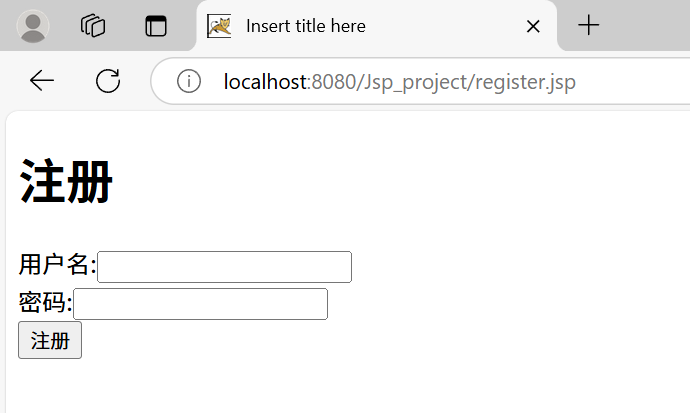 Insert title here
localhost:8080/Jsp_project/register.jsp
注册
用户名:
密码:
注册